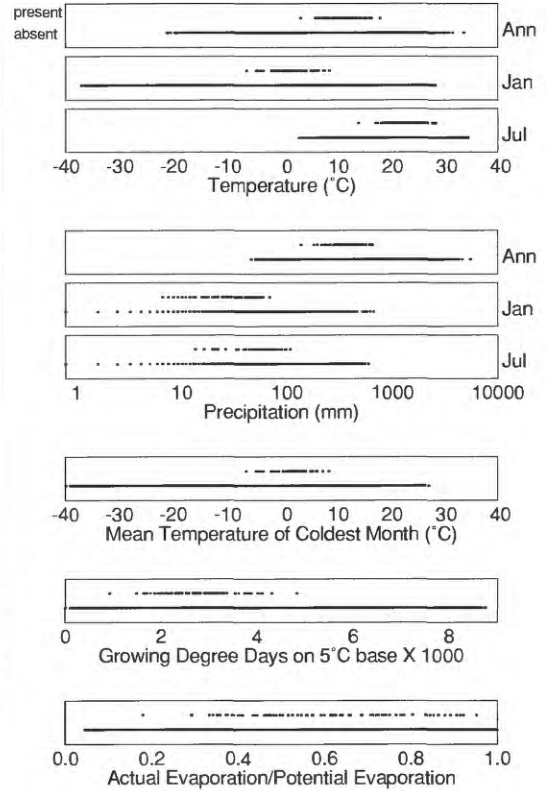 present
absent
Ann
Jan
Jul
-40 -30 -20 -10 0 10 20 30 40
Temperature (˚C)
Ann
Jan
Jul
1 10 100 1000 10000
Precipitation (mm)
-40 -30 -20 -10 0 10 20 30 40
Mean Temperature of Coldest Month (˚C)
0 2 4 6 8
Growing Degree Days on 5˚C base X 1000
0.0 0.2 0.4 0.6 0.8 1.0
Actual Evaporation/Potential Evaporation